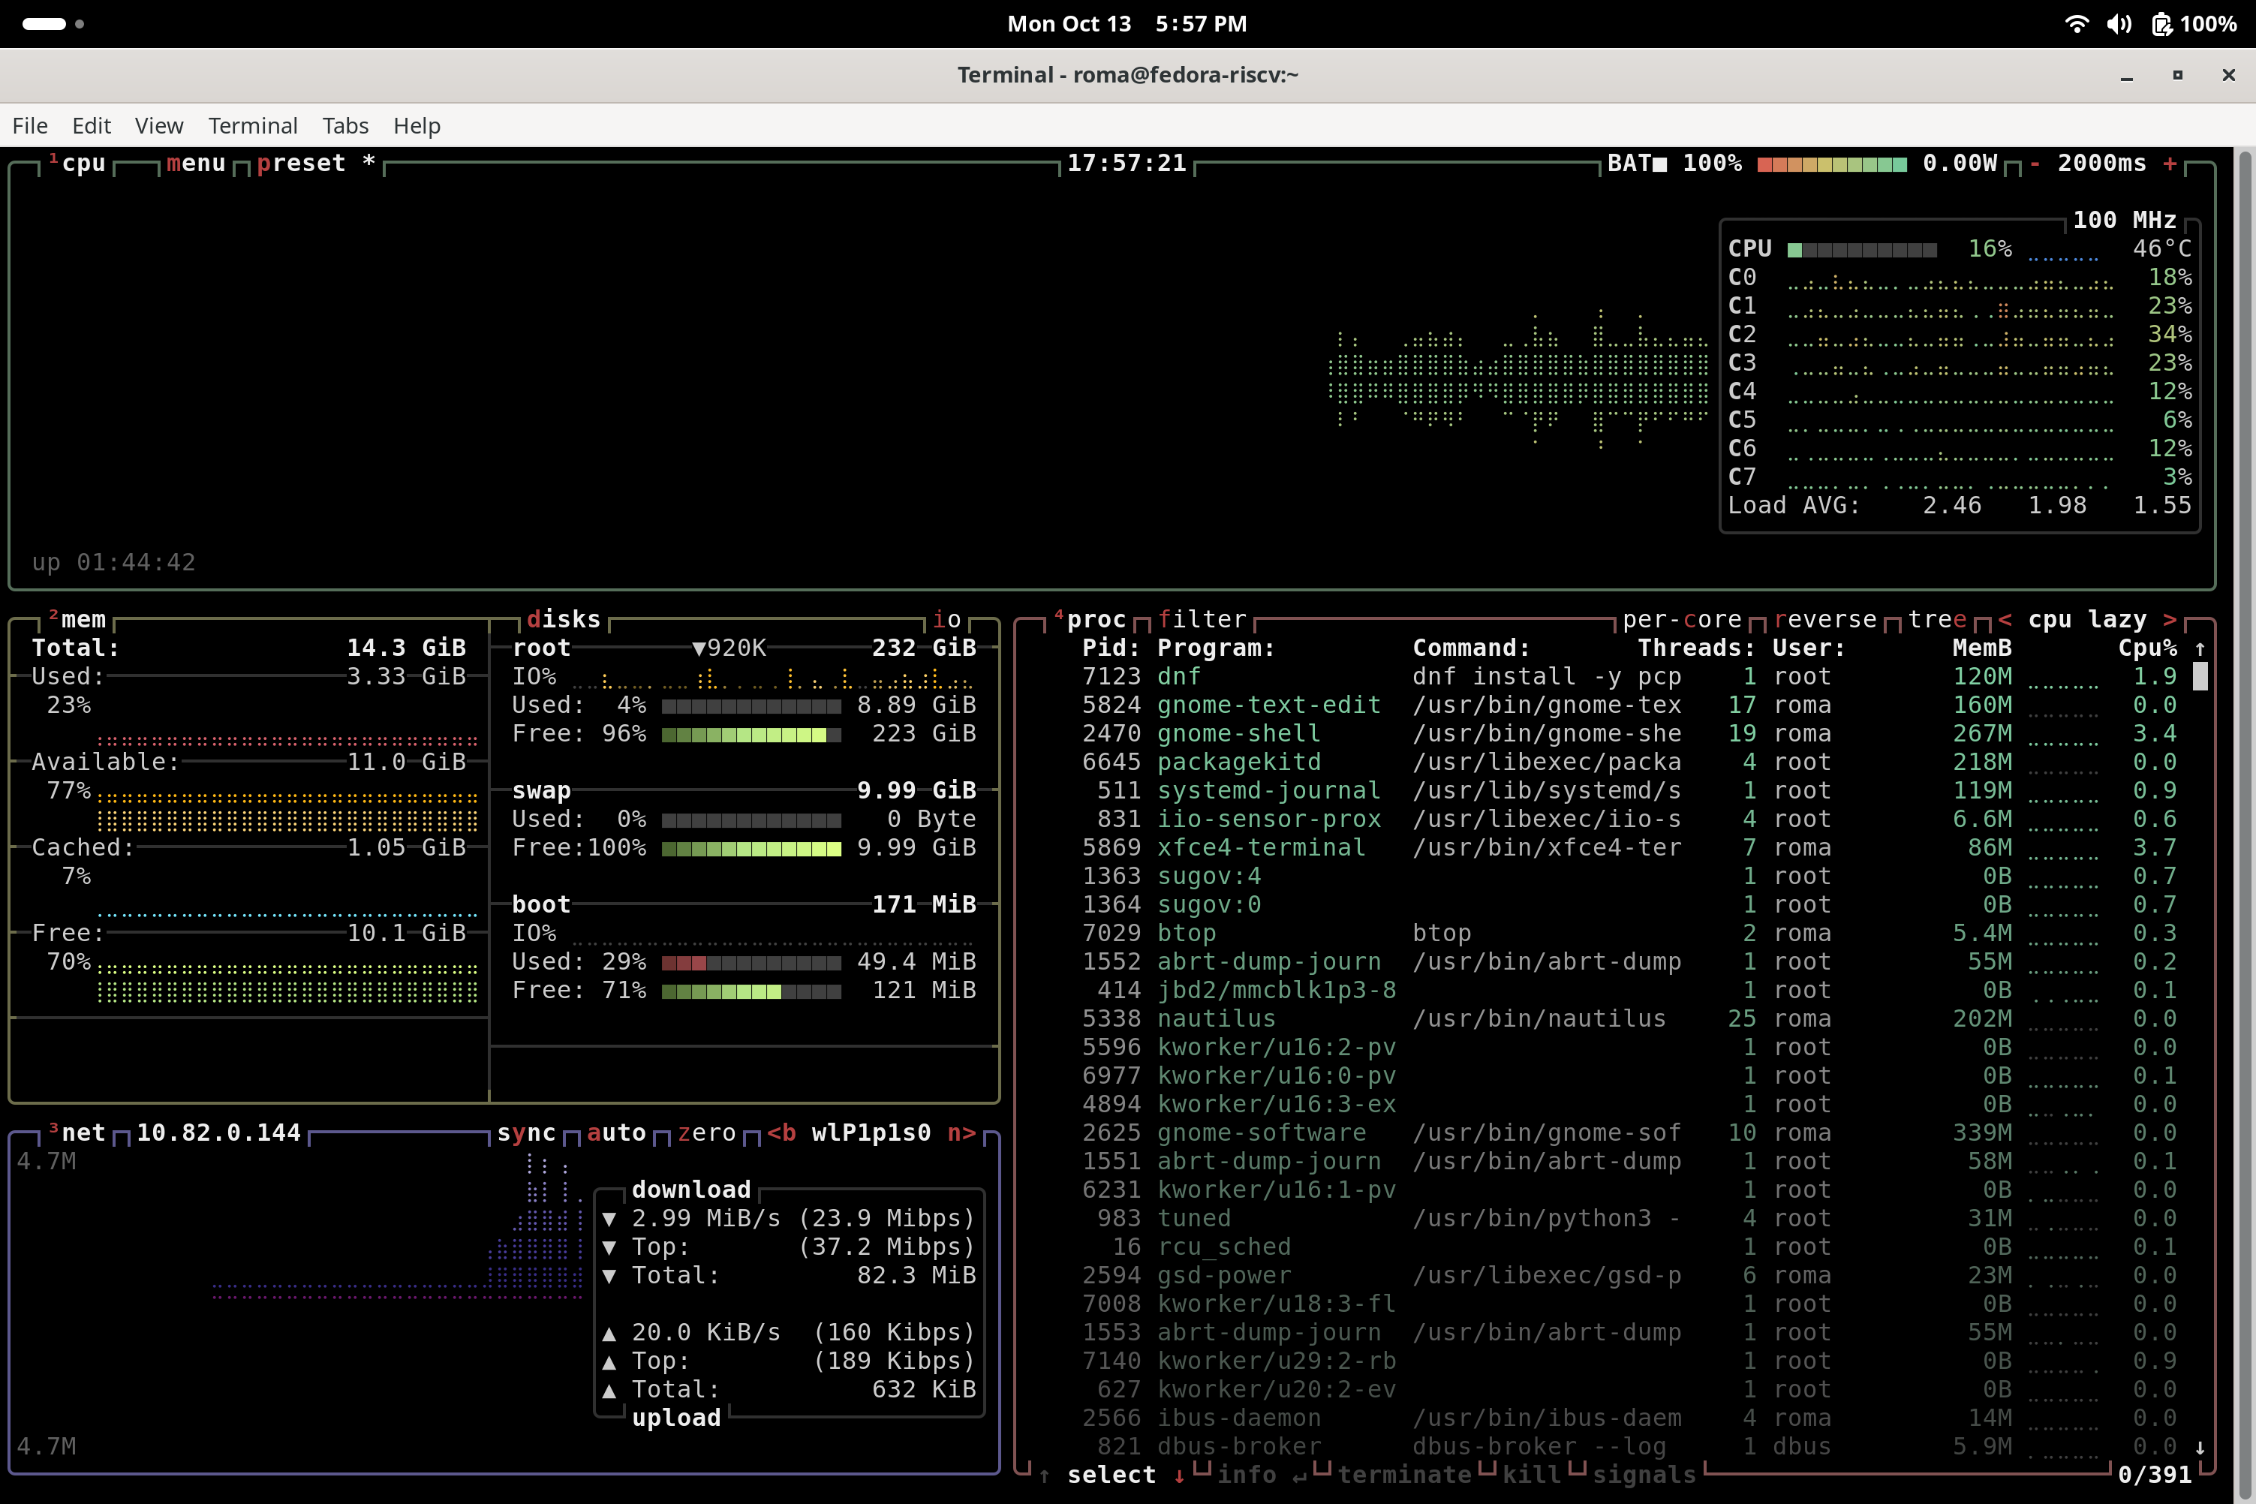 Mon Oct 13 5:57 PM 100%
Terminal - roma@fedora-riscv:~
File Edit View Terminal Tabs Help
¹cpu menu preset * 17:57:21 BAT■ 100% 0.00W - 2000ms +
100 MHz
CPU 16% 46°C
C0 18%
C1 23%
C2 34%
C3 23%
C4 12%
C5 6%
C6 12%
C7 3%
Load AVG: 2.46 1.98 1.55
up 01:44:42
²mem
Total: 14.3 GiB
Used: 3.33 GiB
23%
Available: 11.0 GiB
77%
Cached: 1.05 GiB
7%
Free: 10.1 GiB
70%
disks io
root ▼920K 232 GiB
IO%
Used: 4% 8.89 GiB
Free: 96% 223 GiB
swap 9.99 GiB
Used: 0% 0 Byte
Free:100% 9.99 GiB
boot 171 MiB
IO%
Used: 29% 49.4 MiB
Free: 71% 121 MiB
³net 10.82.0.144 sync auto zero <b wlP1p1s0 n>
4.7M
download
▼ 2.99 MiB/s (23.9 Mibps)
▼ Top: (37.2 Mibps)
▼ Total: 82.3 MiB
▲ 20.0 KiB/s (160 Kibps)
▲ Top: (189 Kibps)
▲ Total: 632 KiB
upload
4.7M
⁴proc filter per-core reverse tree < cpu lazy >
Pid: Program: Command: Threads: User: MemB Cpu% ↑
7123 dnf dnf install -y pcp 1 root 120M 1.9
5824 gnome-text-edit /usr/bin/gnome-tex 17 roma 160M 0.0
2470 gnome-shell /usr/bin/gnome-she 19 roma 267M 3.4
6645 packagekitd /usr/libexec/packa 4 root 218M 0.0
511 systemd-journal /usr/lib/systemd/s 1 root 119M 0.9
831 iio-sensor-prox /usr/libexec/iio-s 4 root 6.6M 0.6
5869 xfce4-terminal /usr/bin/xfce4-ter 7 roma 86M 3.7
1363 sugov:4 1 root 0B 0.7
1364 sugov:0 1 root 0B 0.7
7029 btop btop 2 roma 5.4M 0.3
1552 abrt-dump-journ /usr/bin/abrt-dump 1 root 55M 0.2
414 jbd2/mmcblk1p3-8 1 root 0B 0.1
5338 nautilus /usr/bin/nautilus 25 roma 202M 0.0
5596 kworker/u16:2-pv 1 root 0B 0.0
6977 kworker/u16:0-pv 1 root 0B 0.1
4894 kworker/u16:3-ex 1 root 0B 0.0
2625 gnome-software /usr/bin/gnome-sof 10 roma 339M 0.0
1551 abrt-dump-journ /usr/bin/abrt-dump 1 root 58M 0.1
6231 kworker/u16:1-pv 1 root 0B 0.0
983 tuned /usr/bin/python3 - 4 root 31M 0.0
16 rcu_sched 1 root 0B 0.1
2594 gsd-power /usr/libexec/gsd-p 6 roma 23M 0.0
7008 kworker/u18:3-fl 1 root 0B 0.0
1553 abrt-dump-journ /usr/bin/abrt-dump 1 root 55M 0.0
7140 kworker/u29:2-rb 1 root 0B 0.9
627 kworker/u20:2-ev 1 root 0B 0.0
2566 ibus-daemon /usr/bin/ibus-daem 4 roma 14M 0.0
821 dbus-broker dbus-broker --log 1 dbus 5.9M 0.0 ↓
↑ select ↓ info ↵ terminate kill signals 0/391